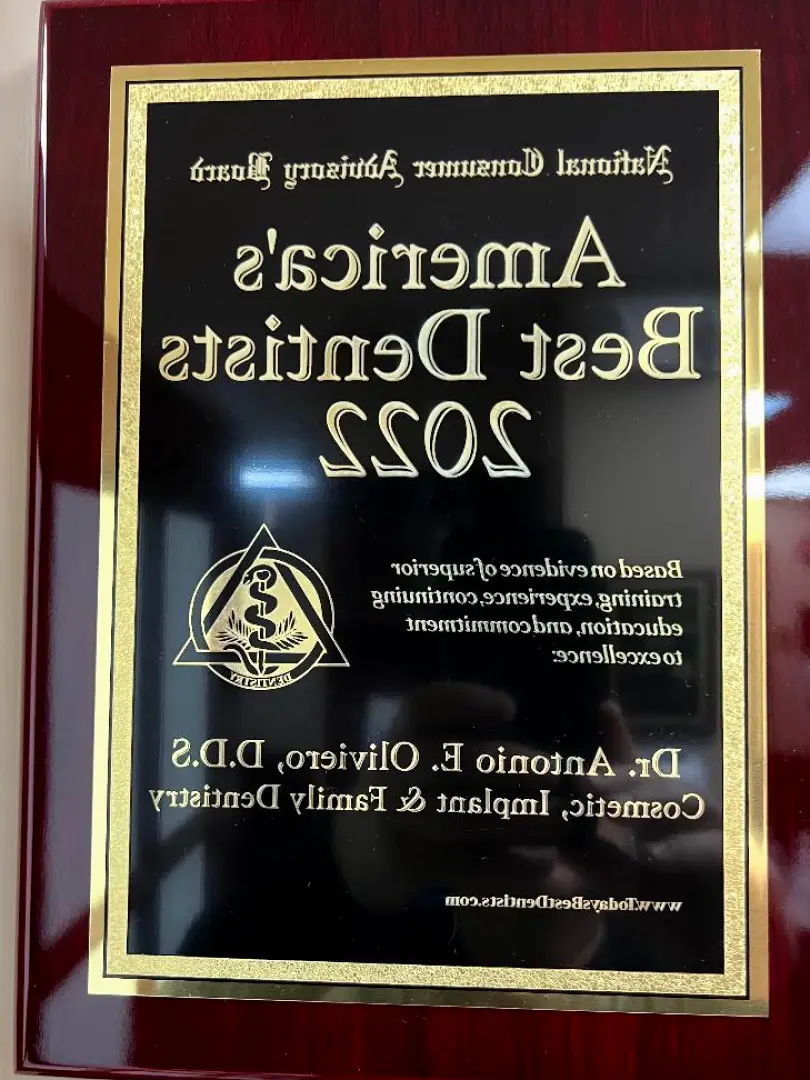 National Consumer Advisory Board
America's
Best Dentists
2022
Based on evidence of superior
training, experience, continuing
education, and commitment
to excellence:
DENTISTRY
Dr. Antonio E. Oliviero, D.D.S
Cosmetic, Implant & Family Dentistry
www.TodaysBestDentists.com